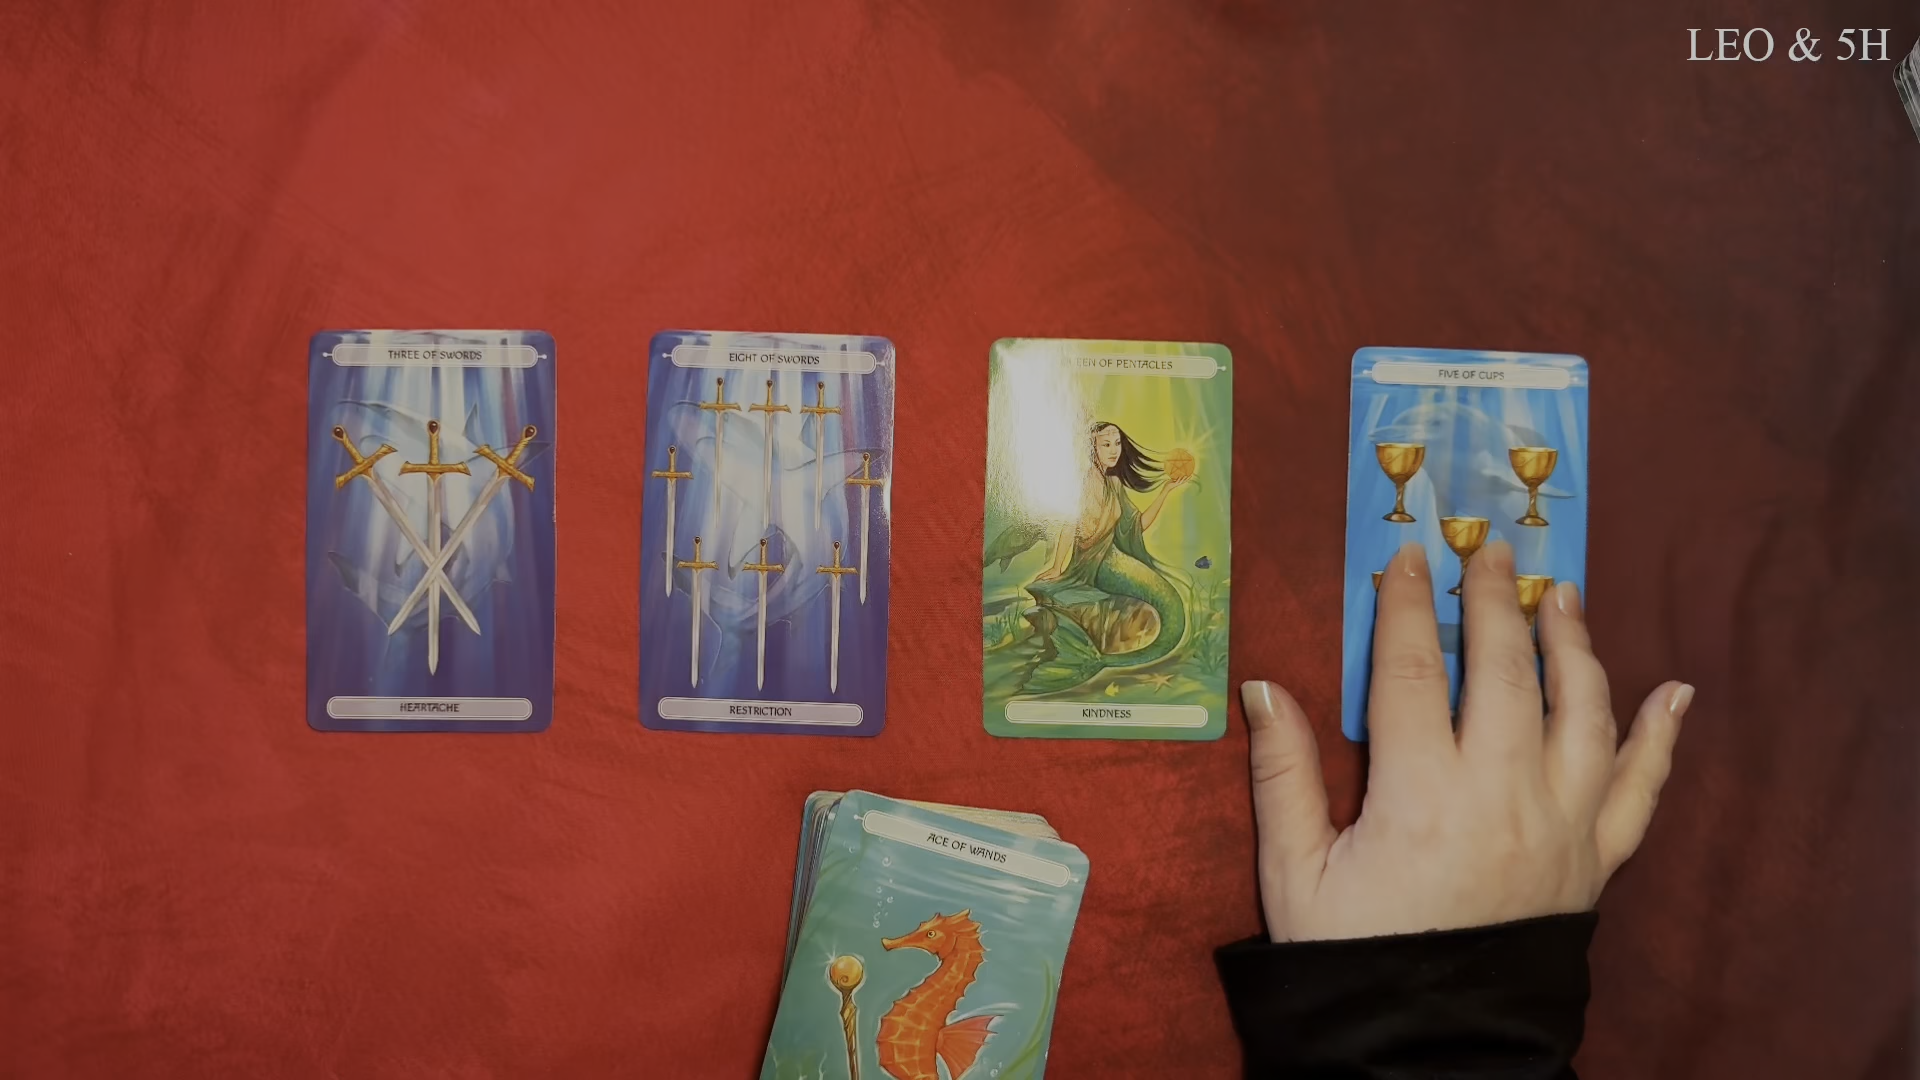 LEO & 5H
THREE OF SWORDS
EIGHT OF SWORDS
OF PENTACLES
FIVE OF CUPS
HEARTACHE
RESTRICTION
KINDNESS
ACE OF WANDS